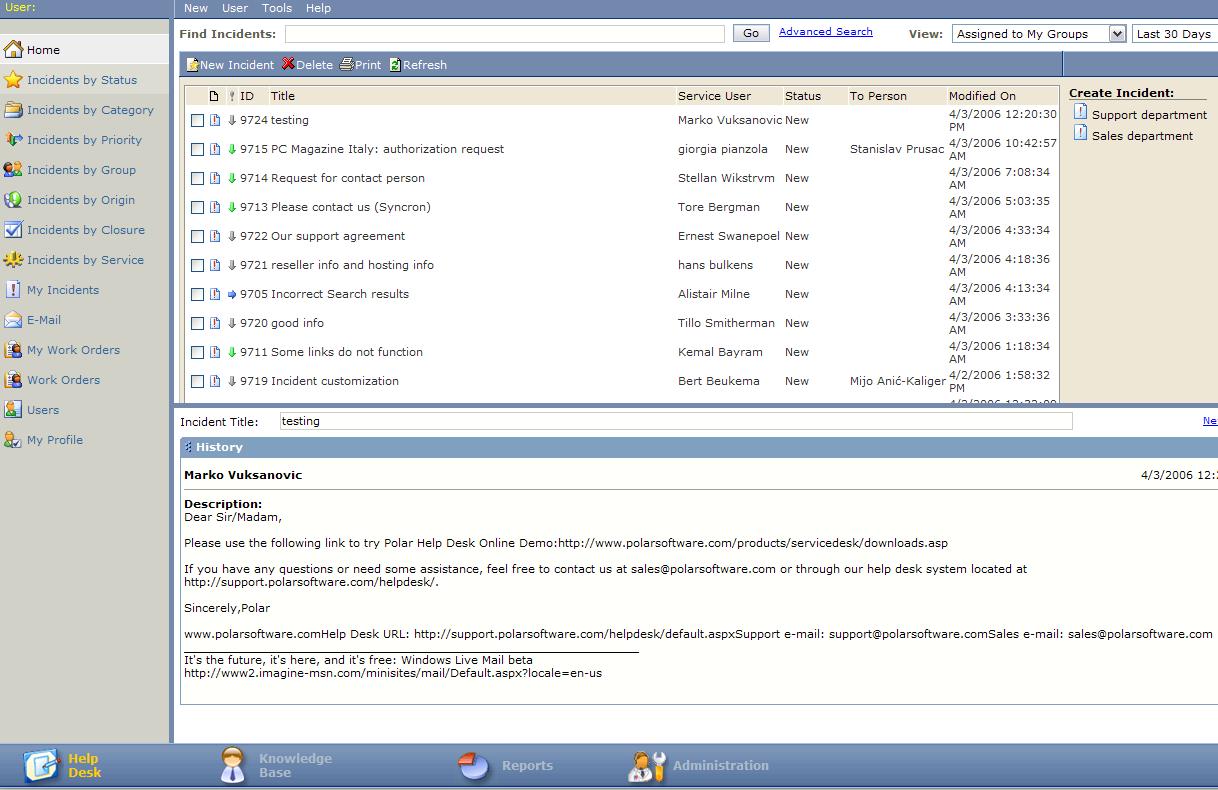 User:
New User Tools Help
Find Incidents: Go Advanced Search View: Assigned to My Groups Last 30 Days
Home
Incidents by Status
Incidents by Category
Incidents by Priority
Incidents by Group
Incidents by Origin
Incidents by Closure
Incidents by Service
My Incidents
E-Mail
My Work Orders
Work Orders
Users
My Profile
New Incident Delete Print Refresh
ID Title Service User Status To Person Modified On
9724 testing Marko Vuksanovic New 4/3/2006 12:20:30 PM
9715 PC Magazine Italy: authorization request giorgia pianzola New Stanislav Prusac 4/3/2006 10:42:57 AM
9714 Request for contact person Stellan Wikstrvm New 4/3/2006 7:08:34 AM
9713 Please contact us (Syncron) Tore Bergman New 4/3/2006 5:03:35 AM
9722 Our support agreement Ernest Swanepoel New 4/3/2006 4:33:34 AM
9721 reseller info and hosting info hans bulkens New 4/3/2006 4:18:36 AM
9705 Incorrect Search results Alistair Milne New 4/3/2006 4:13:34 AM
9720 good info Tillo Smitherman New 4/3/2006 3:33:36 AM
9711 Some links do not function Kemal Bayram New 4/3/2006 1:18:34 AM
9719 Incident customization Bert Beukema New Mijo Anić-Kaliger 4/2/2006 1:58:32 PM
Create Incident:
Support department
Sales department
Incident Title: testing Ne
History
Marko Vuksanovic 4/3/2006 12:
Description:
Dear Sir/Madam,
Please use the following link to try Polar Help Desk Online Demo:http://www.polarsoftware.com/products/servicedesk/downloads.asp
If you have any questions or need some assistance, feel free to contact us at sales@polarsoftware.com or through our help desk system located at
http://support.polarsoftware.com/helpdesk/.
Sincerely,Polar
www.polarsoftware.comHelp Desk URL: http://support.polarsoftware.com/helpdesk/default.aspxSupport e-mail: support@polarsoftware.comSales e-mail: sales@polarsoftware.com
It's the future, it's here, and it's free: Windows Live Mail beta
http://www2.imagine-msn.com/minisites/mail/Default.aspx?locale=en-us
Help Desk
Knowledge Base
Reports
Administration